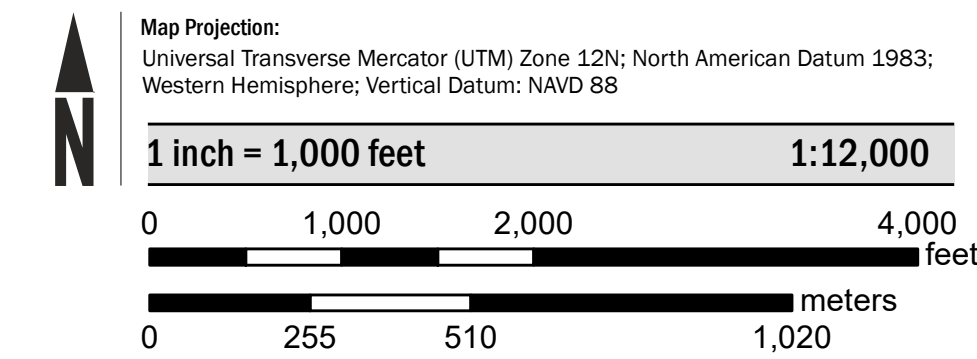 N
Map Projection:
Universal Transverse Mercator (UTM) Zone 12N; North American Datum 1983;
Western Hemisphere; Vertical Datum: NAVD 88
1 inch = 1,000 feet 1:12,000
0 1,000 2,000 4,000
feet
meters
0 255 510 1,020